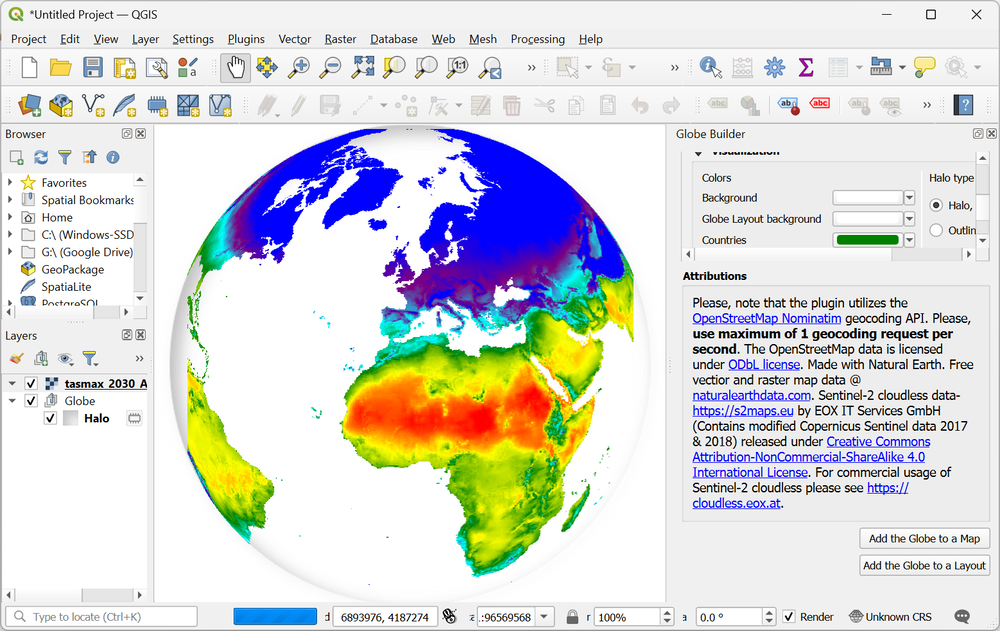 *Untitled Project — QGIS
Project Edit View Layer Settings Plugins Vector Raster Database Web Mesh Processing Help
1:1
abc abc abc abc abc
Browser
Favorites
Spatial Bookmarks
Home
C:\ (Windows-SSD
G:\ (Google Drive)
GeoPackage
SpatiaLite
PostgreSQL
Layers
tasmax_2030_A
Globe
Halo
Globe Builder
Visualization
Colors
Halo type
Background
Halo,
Globe Layout background
Outlin
Countries
Attributions
Please, note that the plugin utilizes the
OpenStreetMap Nominatim geocoding API. Please,
use maximum of 1 geocoding request per
second. The OpenStreetMap data is licensed
under ODbL license. Made with Natural Earth. Free
vectior and raster map data @
naturalearthdata.com. Sentinel-2 cloudless data-
https://s2maps.eu by EOX IT Services GmbH
(Contains modified Copernicus Sentinel data 2017
& 2018) released under Creative Commons
Attribution-NonCommercial-ShareAlike 4.0
International License. For commercial usage of
Sentinel-2 cloudless please see https://
cloudless.eox.at.
Add the Globe to a Map
Add the Globe to a Layout
Type to locate (Ctrl+K) d 6893976, 4187274 .:96569568 r 100% a 0.0 ° Render Unknown CRS